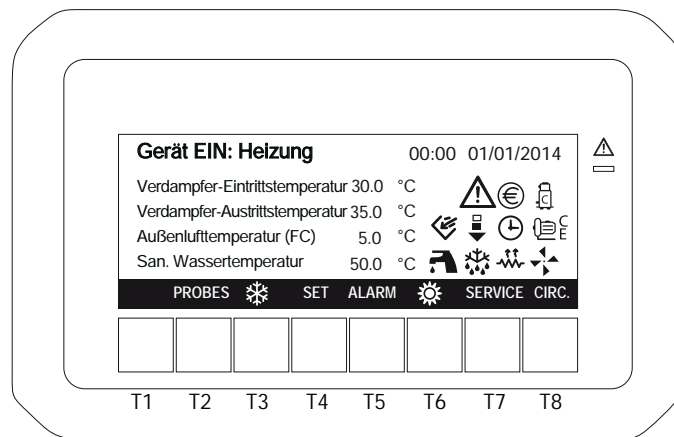 Gerät EIN: Heizung 00:00 01/01/2014
Verdampfer-Eintrittstemperatur 30.0 °C
Verdampfer-Austrittstemperatur 35.0 °C
Außenlufttemperatur (FC) 5.0 °C
San. Wassertemperatur 50.0 °C
€ C
C
E
PROBES SET ALARM SERVICE CIRC.
T1 T2 T3 T4 T5 T6 T7 T8